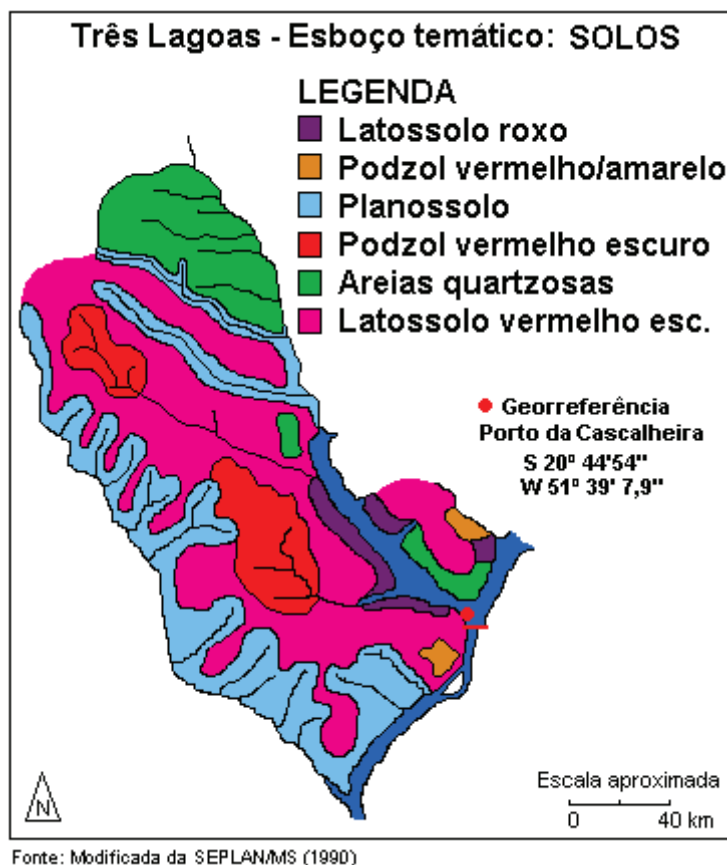 Três Lagoas - Esboço temático: SOLOS
LEGENDA
Latossolo roxo
Podzol vermelho/amarelo
Planossolo
Podzol vermelho escuro
Areias quartzosas
Latossolo vermelho esc.
Georreferência
Porto da Cascalheira
S 20º 44'54"
W 51º 39' 7,9"
N
Escala aproximada
0 40 km
Fonte: Modificada da SEPLAN/MS (1990)